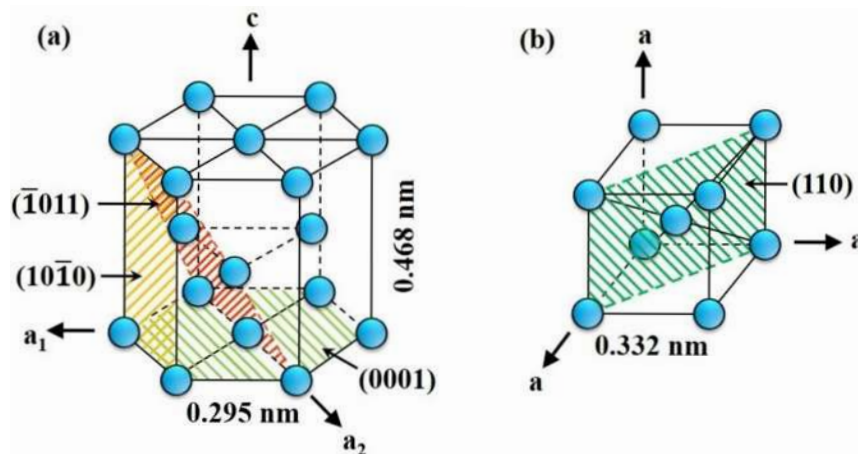 (a)
c
(1̅011)
(101̅0)
0.468 nm
a₁
(0001)
0.295 nm
a₂
(b)
a
(110)
a
0.332 nm
a